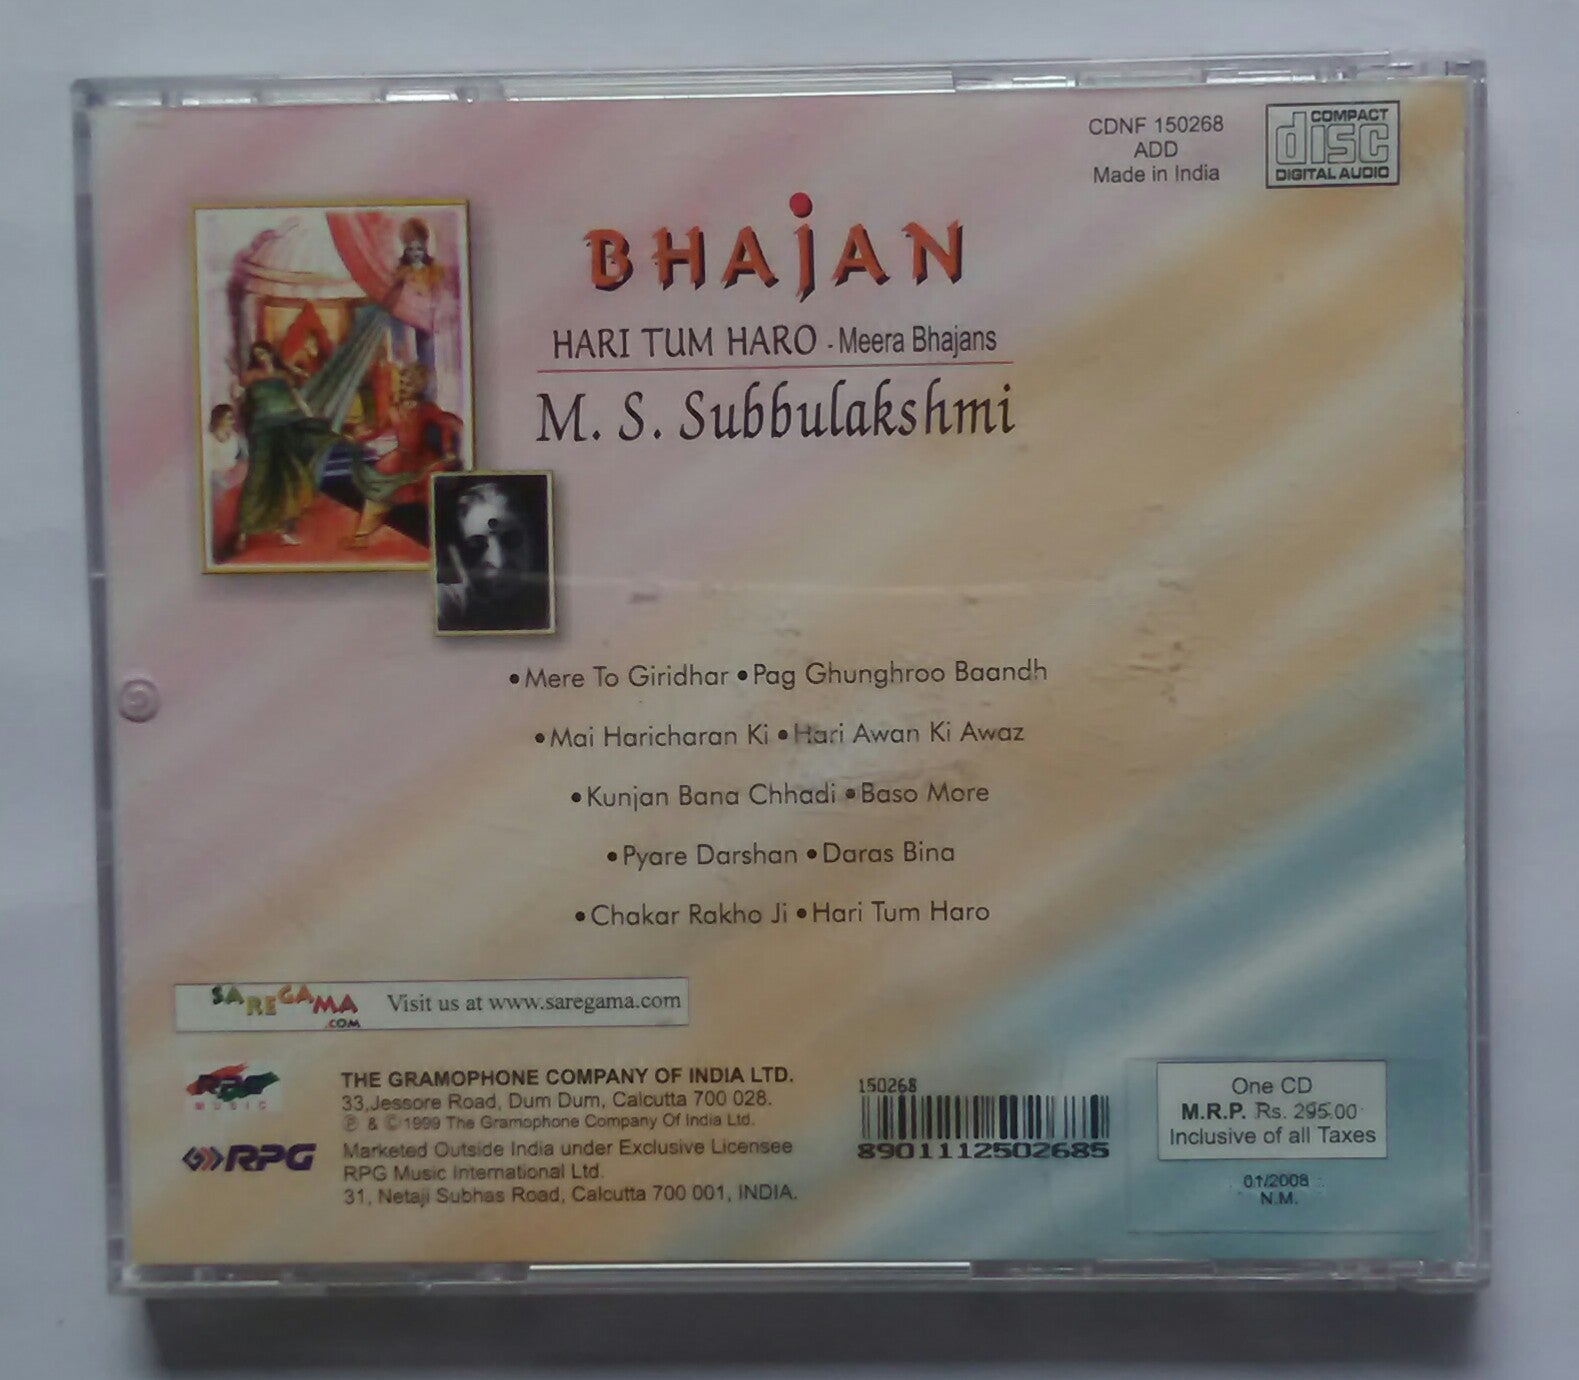 CDNF 150268
ADD
Made in India
COMPACT
disc
DIGITAL AUDIO
BHAJAN
HARI TUM HARO - Meera Bhajans
M. S. Subbulakshmi
•Mere To Giridhar •Pag Ghunghroo Baandh
•Mai Haricharan Ki •Hari Awan Ki Awaz
•Kunjan Bana Chhadi •Baso More
•Pyare Darshan •Daras Bina
•Chakar Rakho Ji •Hari Tum Haro
SAREGAMA
.COM
Visit us at www.saregama.com
RPG
MUSIC
THE GRAMOPHONE COMPANY OF INDIA LTD.
33,Jessore Road, Dum Dum, Calcutta 700 028.
℗ & © 1999 The Gramophone Company Of India Ltd.
RPG
Marketed Outside India under Exclusive Licensee
RPG Music International Ltd.
31, Netaji Subhas Road, Calcutta 700 001, INDIA.
150268
8901112502685
One CD
M.R.P. Rs. 295.00
Inclusive of all Taxes
01/2008
N.M.